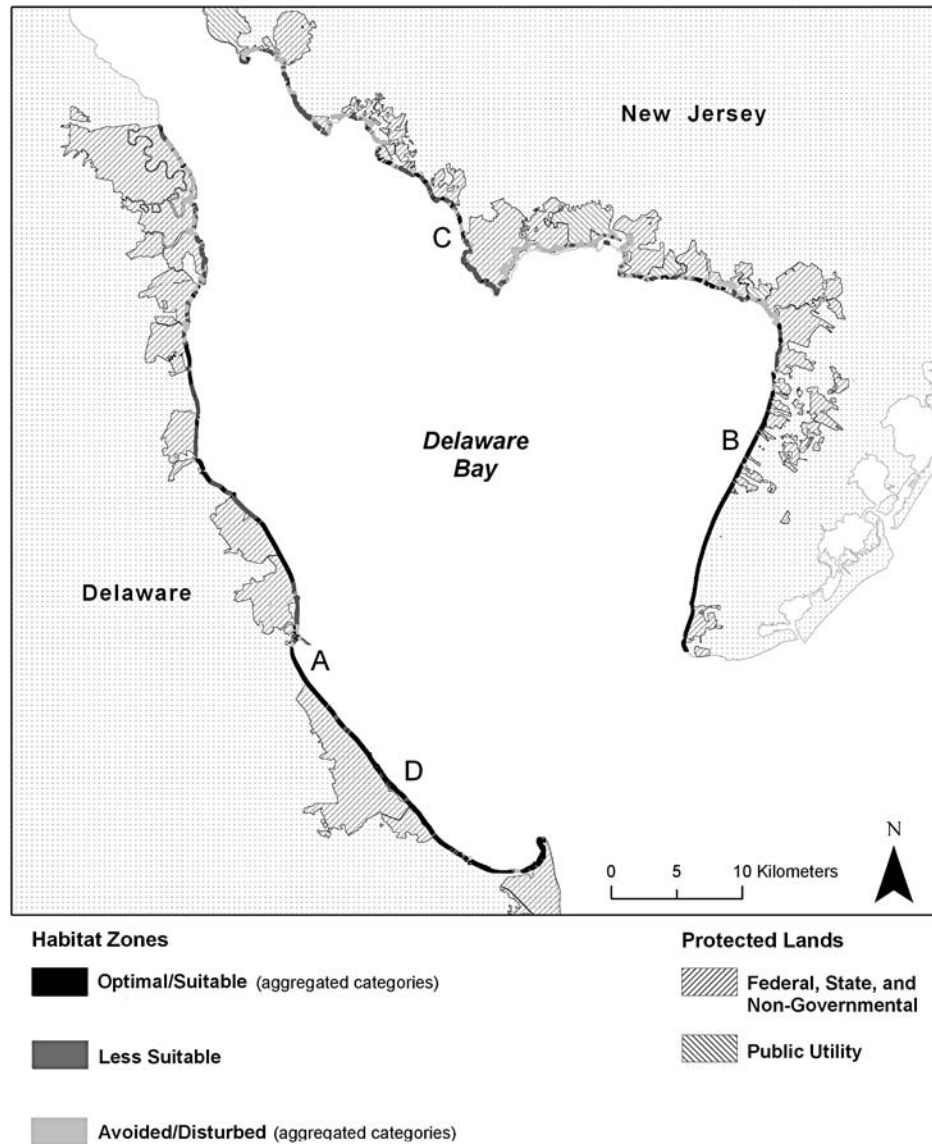 New Jersey
C
Delaware
Bay
B
Delaware
A
D
N
0 5 10 Kilometers
Habitat Zones
Optimal/Suitable (aggregated categories)
Less Suitable
Avoided/Disturbed (aggregated categories)
Protected Lands
Federal, State, and
Non-Governmental
Public Utility